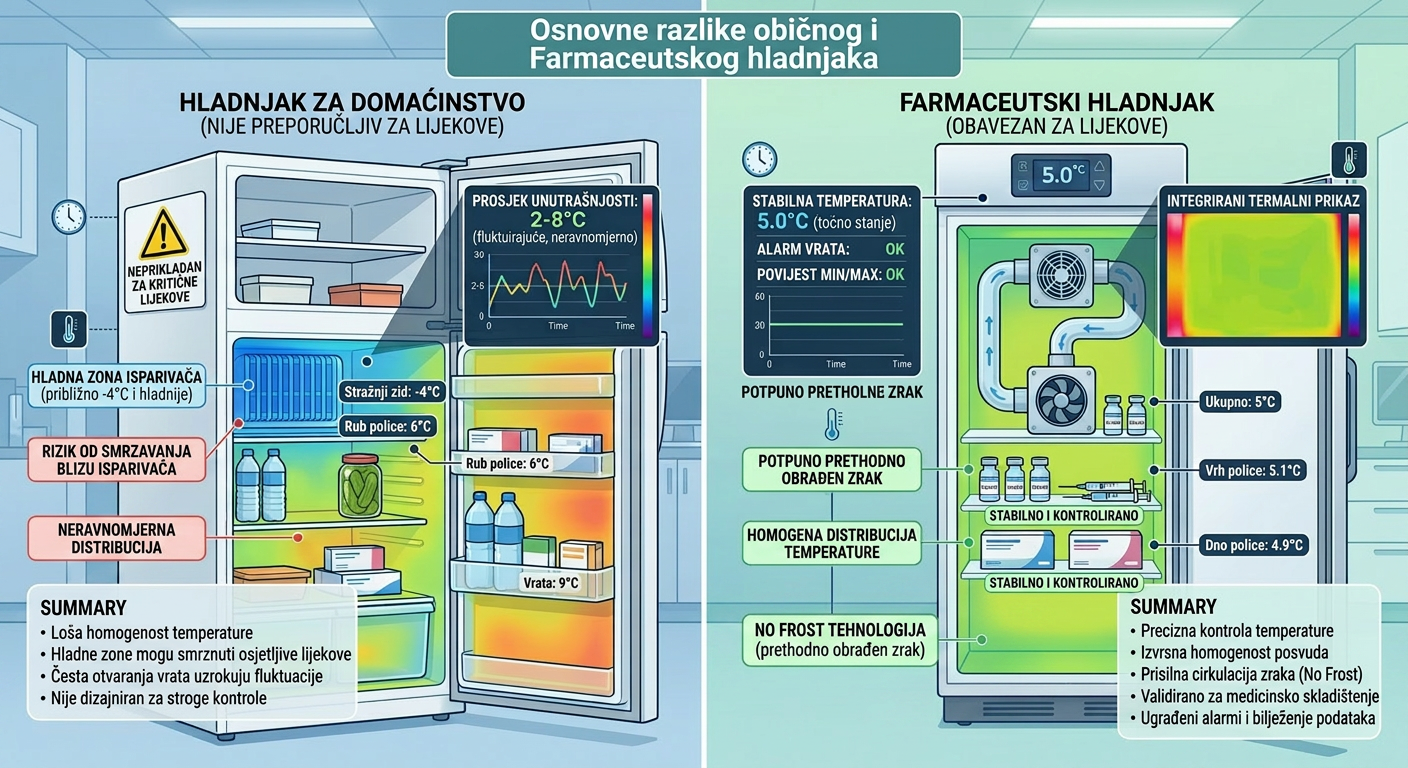 Osnovne razlike običnog i
Farmaceutskog hladnjaka
HLADNJAK ZA DOMAĆINSTVO
(NIJE PREPORUČLJIV ZA LIJEKOVE)
NEPRIKLADAN
ZA KRITIČNE
LIJEKOVE
PROSJEK UNUTRAŠNJOSTI:
2-8°C
(fluktuirajuće, neravnomjerno)
30
2-6
0
0
Time
Time
HLADNA ZONA ISPARIVAČA
(približno -4°C i hladnije)
Stražnji zid: -4°C
Rub police: 6°C
Rub police: 6°C
RIZIK OD SMRZAVANJA
BLIZU ISPARIVAČA
NERAVNOMJERNA
DISTRIBUCIJA
Vrata: 9°C
SUMMARY
• Loša homogenost temperature
• Hladne zone mogu smrznuti osjetljive lijekove
• Česta otvaranja vrata uzrokuju fluktuacije
• Nije dizajniran za stroge kontrole
FARMACEUTSKI HLADNJAK
(OBAVEZAN ZA LIJEKOVE)
5.0°C
STABILNA TEMPERATURA:
5.0°C (točno stanje)
ALARM VRATA: OK
POVIJEST MIN/MAX: OK
60
30
0
Time
Time
INTEGRIRANI TERMALNI PRIKAZ
POTPUNO PRETHOLNE ZRAK
Ukupno: 5°C
POTPUNO PRETHODNO
OBRAĐEN ZRAK
Vrh police: 5.1°C
STABILNO I KONTROLIRANO
HOMOGENA DISTRIBUCIJA
TEMPERATURE
Dno police: 4.9°C
STABILNO I KONTROLIRANO
NO FROST TEHNOLOGIJA
(prethodno obrađen zrak)
SUMMARY
• Precizna kontrola temperature
• Izvrsna homogenost posvuda
• Prisilna cirkulacija zraka (No Frost)
• Validirano za medicinsko skladištenje
• Ugrađeni alarmi i bilježenje podataka